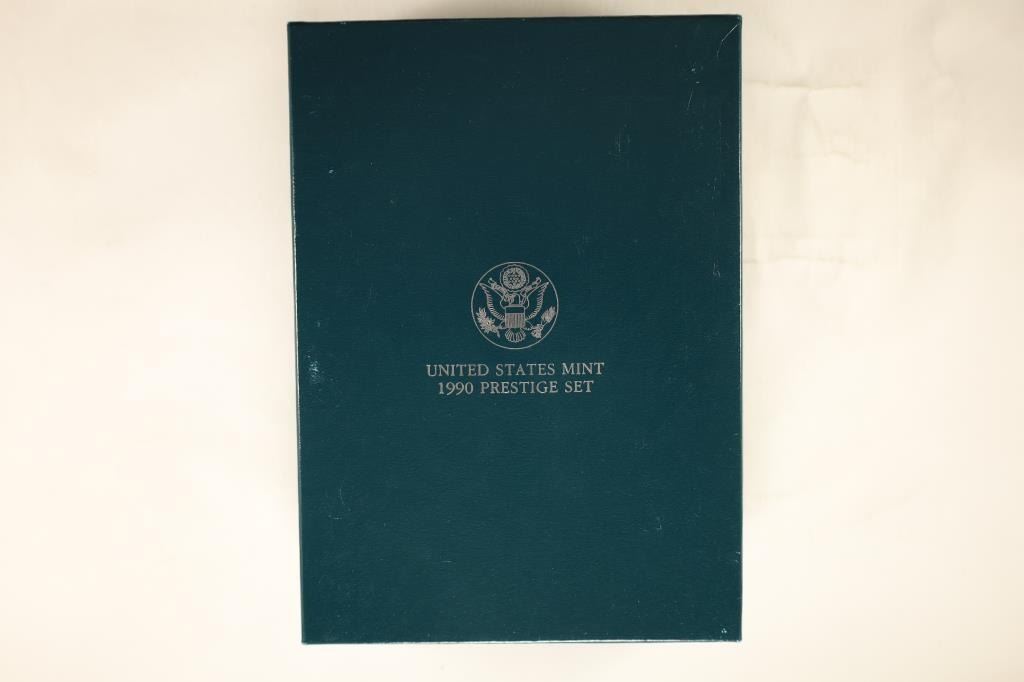 UNITED STATES MINT
1990 PRESTIGE SET